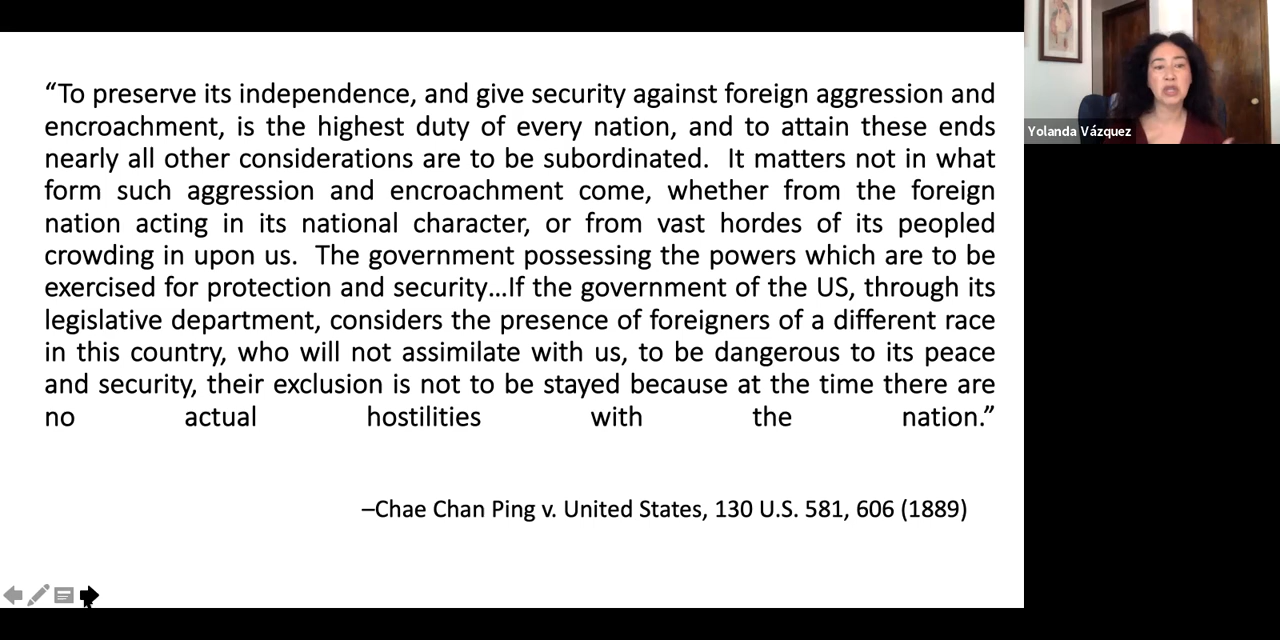 “To preserve its independence, and give security against foreign aggression and
encroachment, is the highest duty of every nation, and to attain these ends
nearly all other considerations are to be subordinated.  It matters not in what
form such aggression and encroachment come, whether from the foreign
nation acting in its national character, or from vast hordes of its peopled
crowding in upon us.  The government possessing the powers which are to be
exercised for protection and security…If the government of the US, through its
legislative department, considers the presence of foreigners of a different race
in this country, who will not assimilate with us, to be dangerous to its peace
and security, their exclusion is not to be stayed because at the time there are
no actual hostilities with the nation.”
–Chae Chan Ping v. United States, 130 U.S. 581, 606 (1889)
Yolanda Vázquez